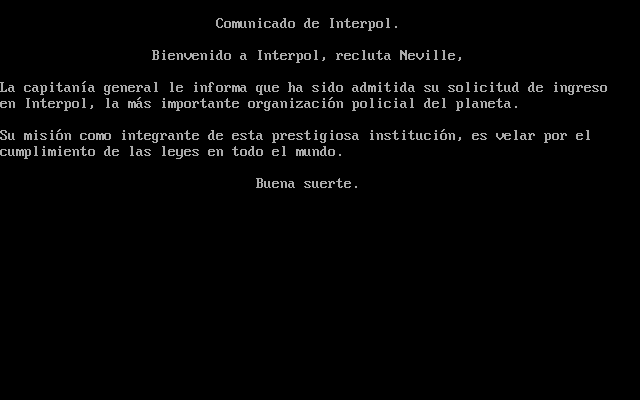 Comunicado de Interpol.
Bienvenido a Interpol, recluta Neville,
La capitanía general le informa que ha sido admitida su solicitud de ingreso
en Interpol, la más importante organización policial del planeta.
Su misión como integrante de esta prestigiosa institución, es velar por el
cumplimiento de las leyes en todo el mundo.
Buena suerte.